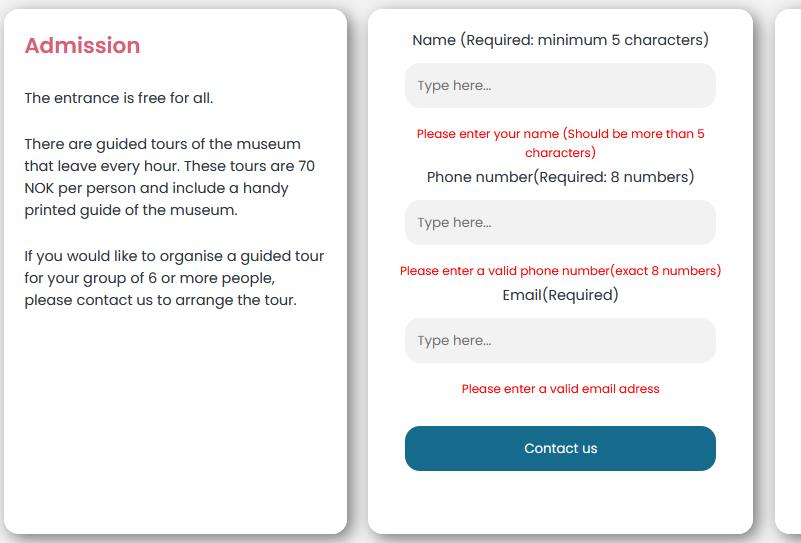 Admission
The entrance is free for all.
There are guided tours of the museum
that leave every hour. These tours are 70
NOK per person and include a handy
printed guide of the museum.
If you would like to organise a guided tour
for your group of 6 or more people,
please contact us to arrange the tour.
Name (Required: minimum 5 characters)
Type here...
Please enter your name (Should be more than 5
characters)
Phone number(Required: 8 numbers)
Type here...
Please enter a valid phone number(exact 8 numbers)
Email(Required)
Type here...
Please enter a valid email adress
Contact us